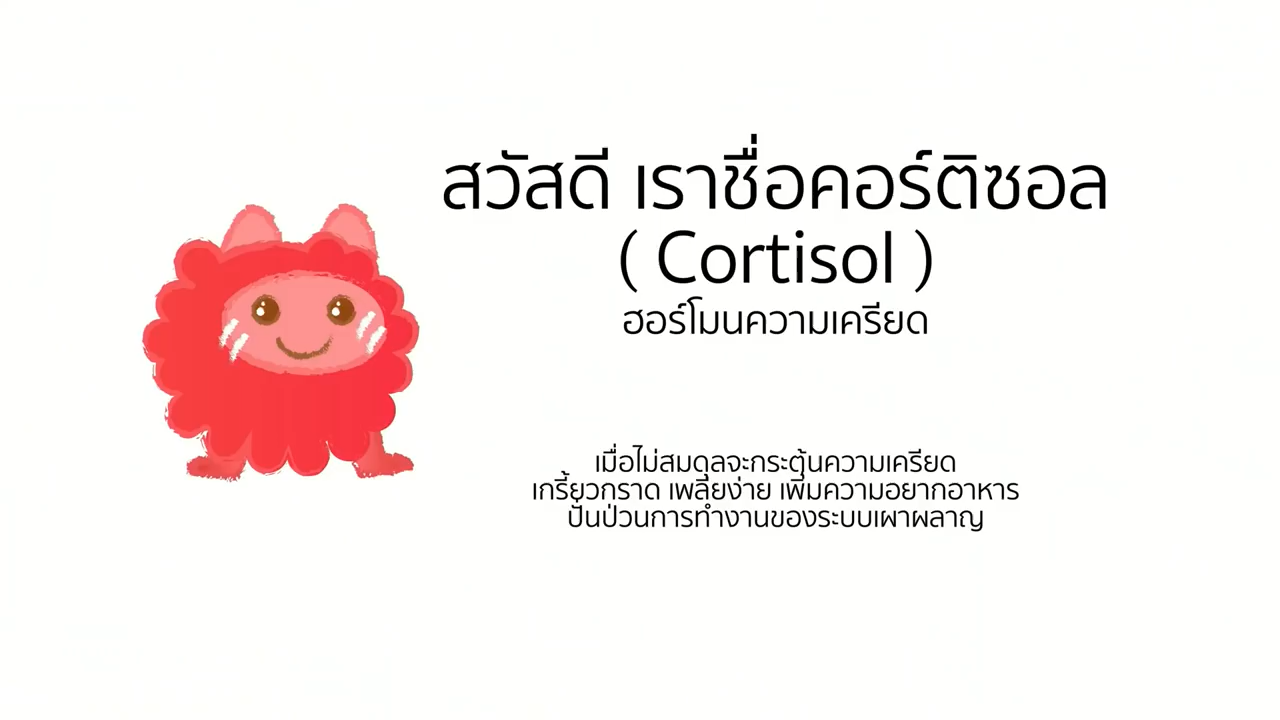 สวัสดี เราชื่อคอร์ติซอล
( Cortisol )
ฮอร์โมนความเครียด
เมื่อไม่สมดุลจะกระตุ้นความเครียด
เกรี้ยวกราด เพลียง่าย เพิ่มความอยากอาหาร
ปั่นป่วนการทำงานของระบบเผาผลาญ